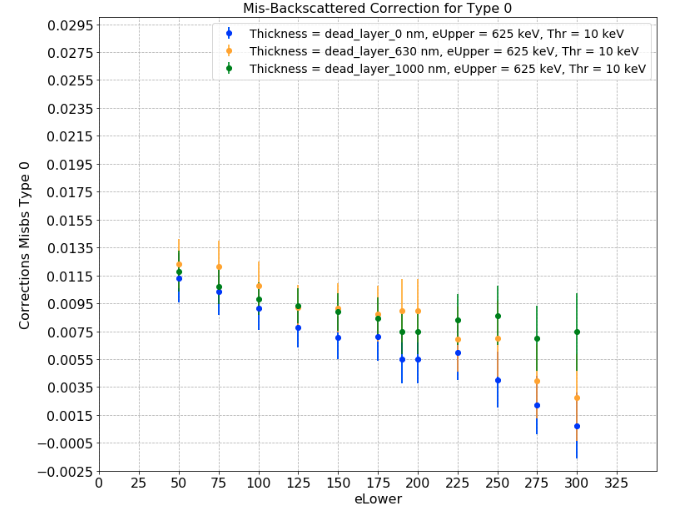 Mis-Backscattered Correction for Type 0
Thickness = dead_layer_0 nm, eUpper = 625 keV, Thr = 10 keV
Thickness = dead_layer_630 nm, eUpper = 625 keV, Thr = 10 keV
Thickness = dead_layer_1000 nm, eUpper = 625 keV, Thr = 10 keV
Corrections Misbs Type 0
0.0295
0.0275
0.0255
0.0235
0.0215
0.0195
0.0175
0.0155
0.0135
0.0115
0.0095
0.0075
0.0055
0.0035
0.0015
−0.0005
−0.0025
0 25 50 75 100 125 150 175 200 225 250 275 300 325
eLower